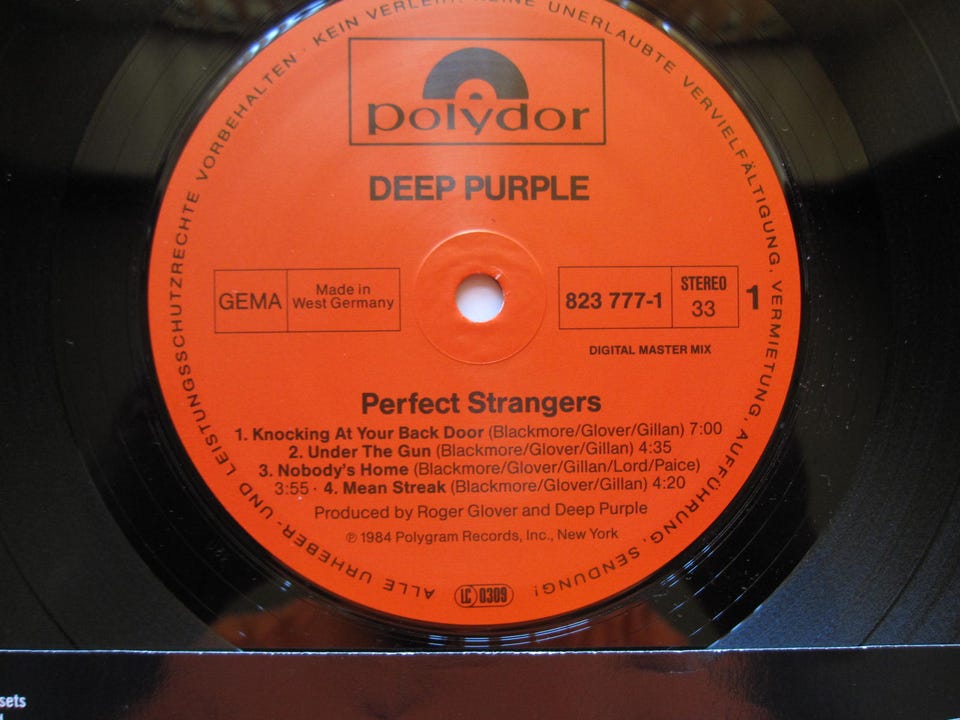 ALLE URHEBER- UND LEISTUNGSSCHUTZRECHTE VORBEHALTEN · KEIN VERLEIH! KEINE UNERLAUBTE VERVIELFÄLTIGUNG, VERMIETUNG, AUFFÜHRUNG, SENDUNG!
polydor
DEEP PURPLE
GEMA
Made in
West Germany
823 777-1
STEREO
33
1
DIGITAL MASTER MIX
Perfect Strangers
1. Knocking At Your Back Door (Blackmore/Glover/Gillan) 7:00
2. Under The Gun (Blackmore/Glover/Gillan) 4:35
3. Nobody's Home (Blackmore/Glover/Gillan/Lord/Paice)
3:55 · 4. Mean Streak (Blackmore/Glover/Gillan) 4:20
Produced by Roger Glover and Deep Purple
℗ 1984 Polygram Records, Inc., New York
LC 0309
sets